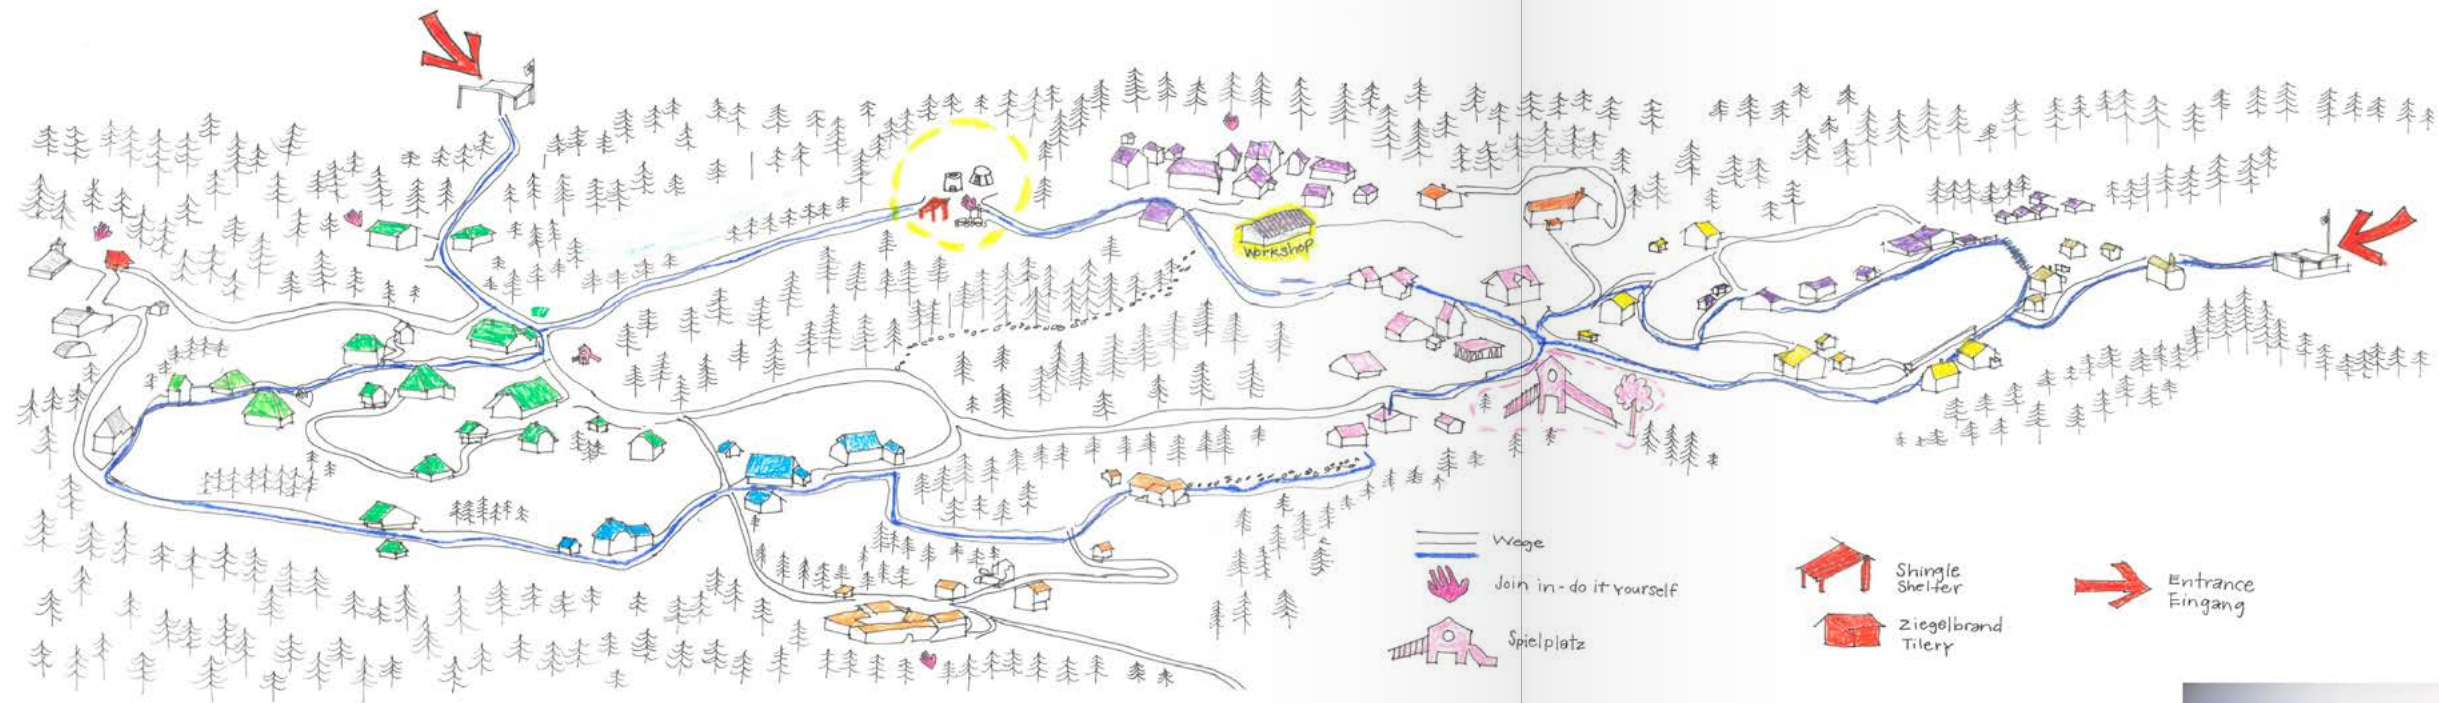 Workshop
Wege
Join in - do it yourself
Spielplatz
Shingle
Shelter
Ziegelbrand
Tilery
Entrance
Eingang